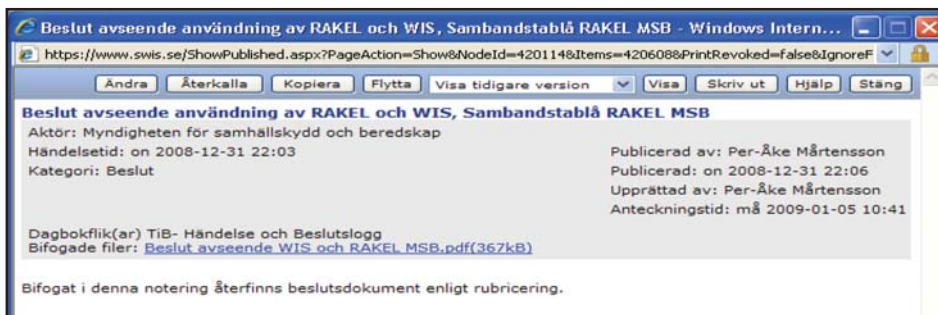 Beslut avseende användning av RAKEL och WIS, Sambandstablå RAKEL MSB - Windows Intern...
https://www.swis.se/ShowPublished.aspx?PageAction=Show&NodeId=420114&Items=420608&PrintRevoked=false&IgnoreF
Ändra Återkalla Kopiera Flytta Visa tidigare version Visa Skriv ut Hjälp Stäng
Beslut avseende användning av RAKEL och WIS, Sambandstablå RAKEL MSB
Aktör: Myndigheten för samhällskydd och beredskap
Händelsetid: on 2008-12-31 22:03 Publicerad av: Per-Åke Mårtensson
Kategori: Beslut Publicerad: on 2008-12-31 22:06
Upprättad av: Per-Åke Mårtensson
Anteckningstid: må 2009-01-05 10:41
Dagbokflik(ar) TiB- Händelse och Beslutslogg
Bifogade filer: Beslut avseende WIS och RAKEL MSB.pdf(367kB)
Bifogat i denna notering återfinns beslutsdokument enligt rubricering.